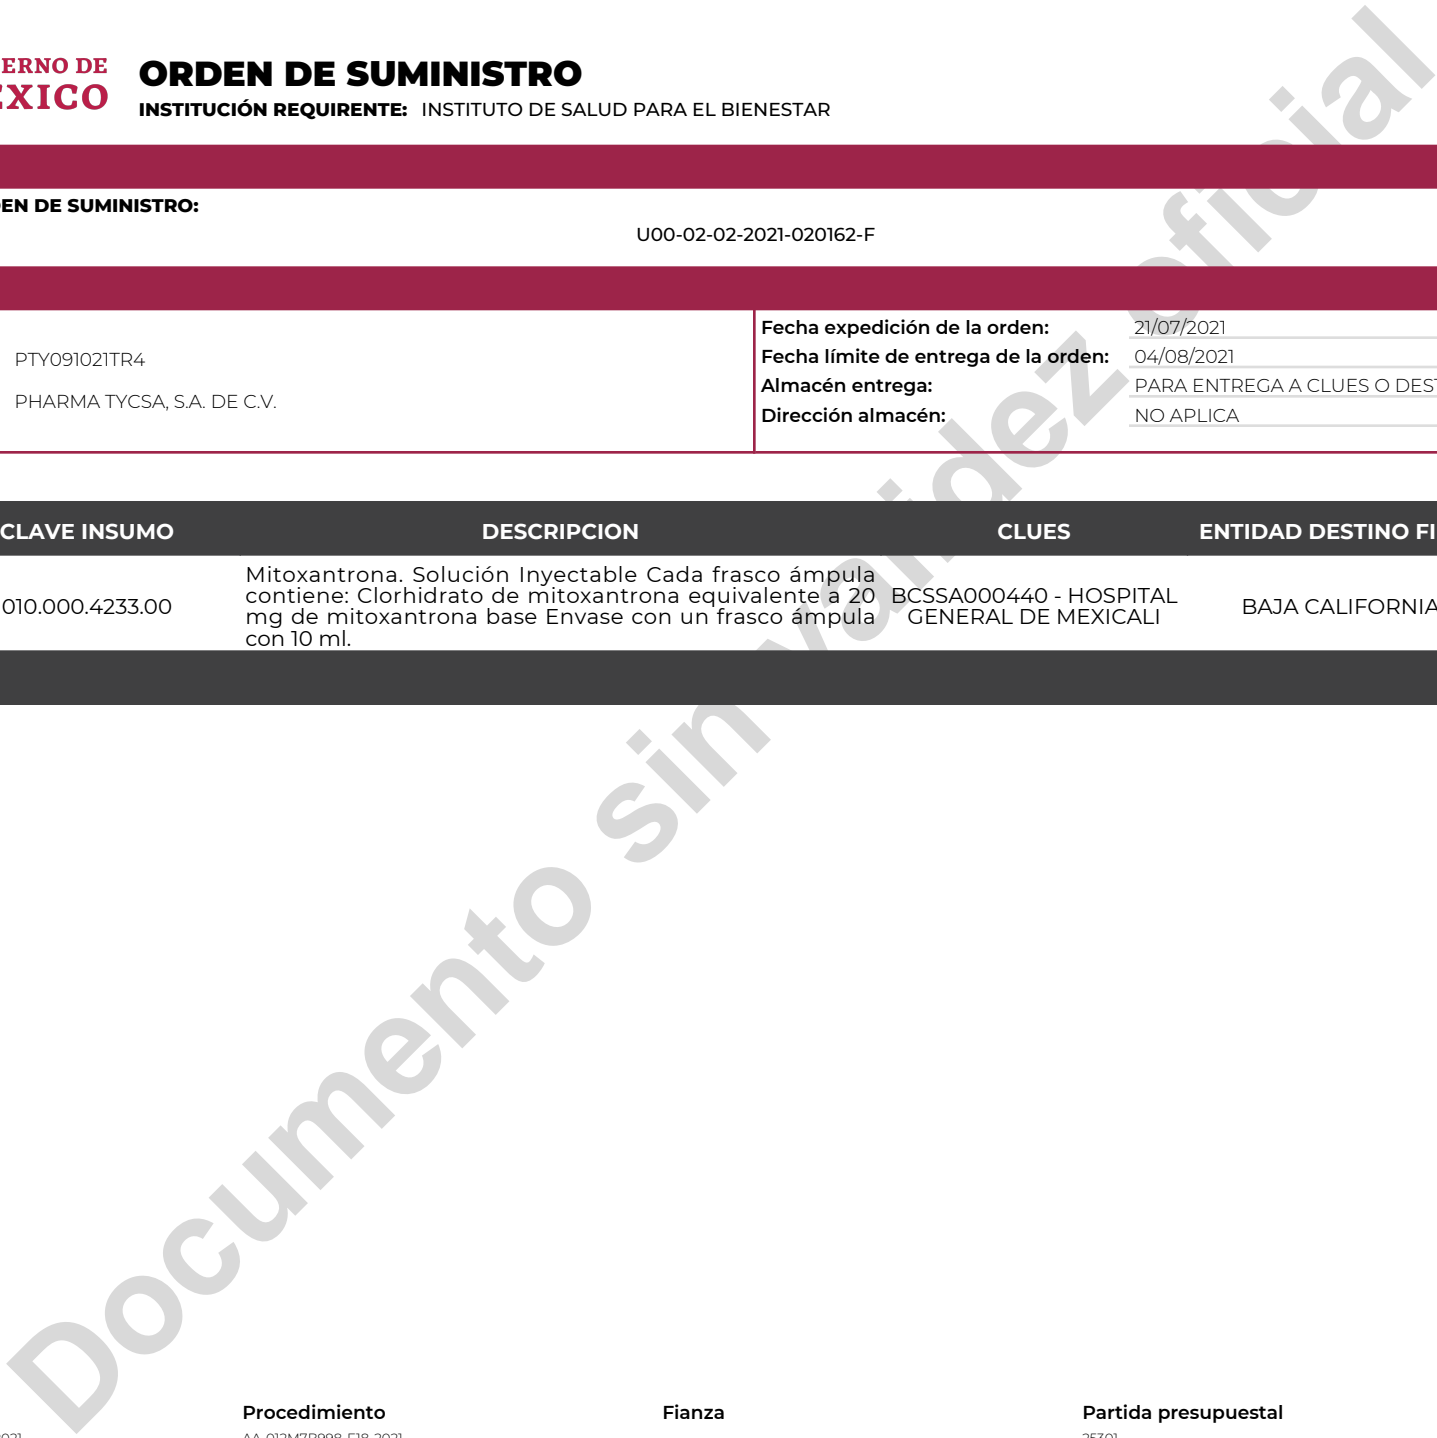 ERNO DE
EXICO
ORDEN DE SUMINISTRO
INSTITUCIÓN REQUIRENTE: INSTITUTO DE SALUD PARA EL BIENESTAR
EN DE SUMINISTRO:
U00-02-02-2021-020162-F
PTY091021TR4
PHARMA TYCSA, S.A. DE C.V.
Fecha expedición de la orden: 21/07/2021
Fecha límite de entrega de la orden: 04/08/2021
Almacén entrega: PARA ENTREGA A CLUES O DEST
Dirección almacén: NO APLICA
CLAVE INSUMO DESCRIPCION CLUES ENTIDAD DESTINO FI
010.000.4233.00
Mitoxantrona. Solución Inyectable Cada frasco ámpula
contiene: Clorhidrato de mitoxantrona equivalente a 20
mg de mitoxantrona base Envase con un frasco ámpula
con 10 ml.
BCSSA000440 - HOSPITAL
GENERAL DE MEXICALI
BAJA CALIFORNIA
Documento sin validez oficial
Procedimiento Fianza Partida presupuestal